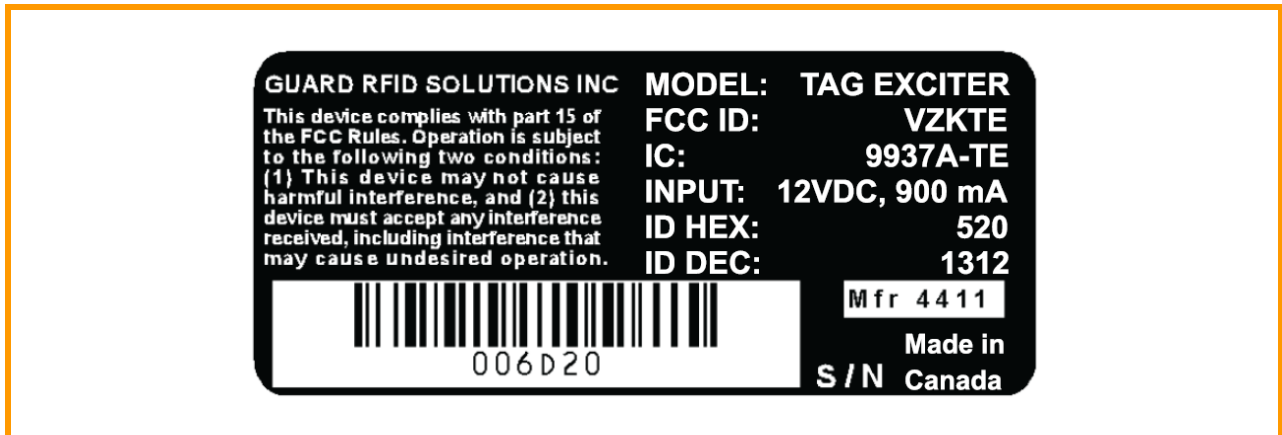 GUARD RFID SOLUTIONS INC
This device complies with part 15 of
the FCC Rules. Operation is subject
to the following two conditions:
(1) This device may not cause
harmful interference, and (2) this
device must accept any interference
received, including interference that
may cause undesired operation.
MODEL: TAG EXCITER
FCC ID: VZKTE
IC: 9937A-TE
INPUT: 12VDC, 900 mA
ID HEX: 520
ID DEC: 1312
Mfr 4411
006D20
S/N
Made in
Canada